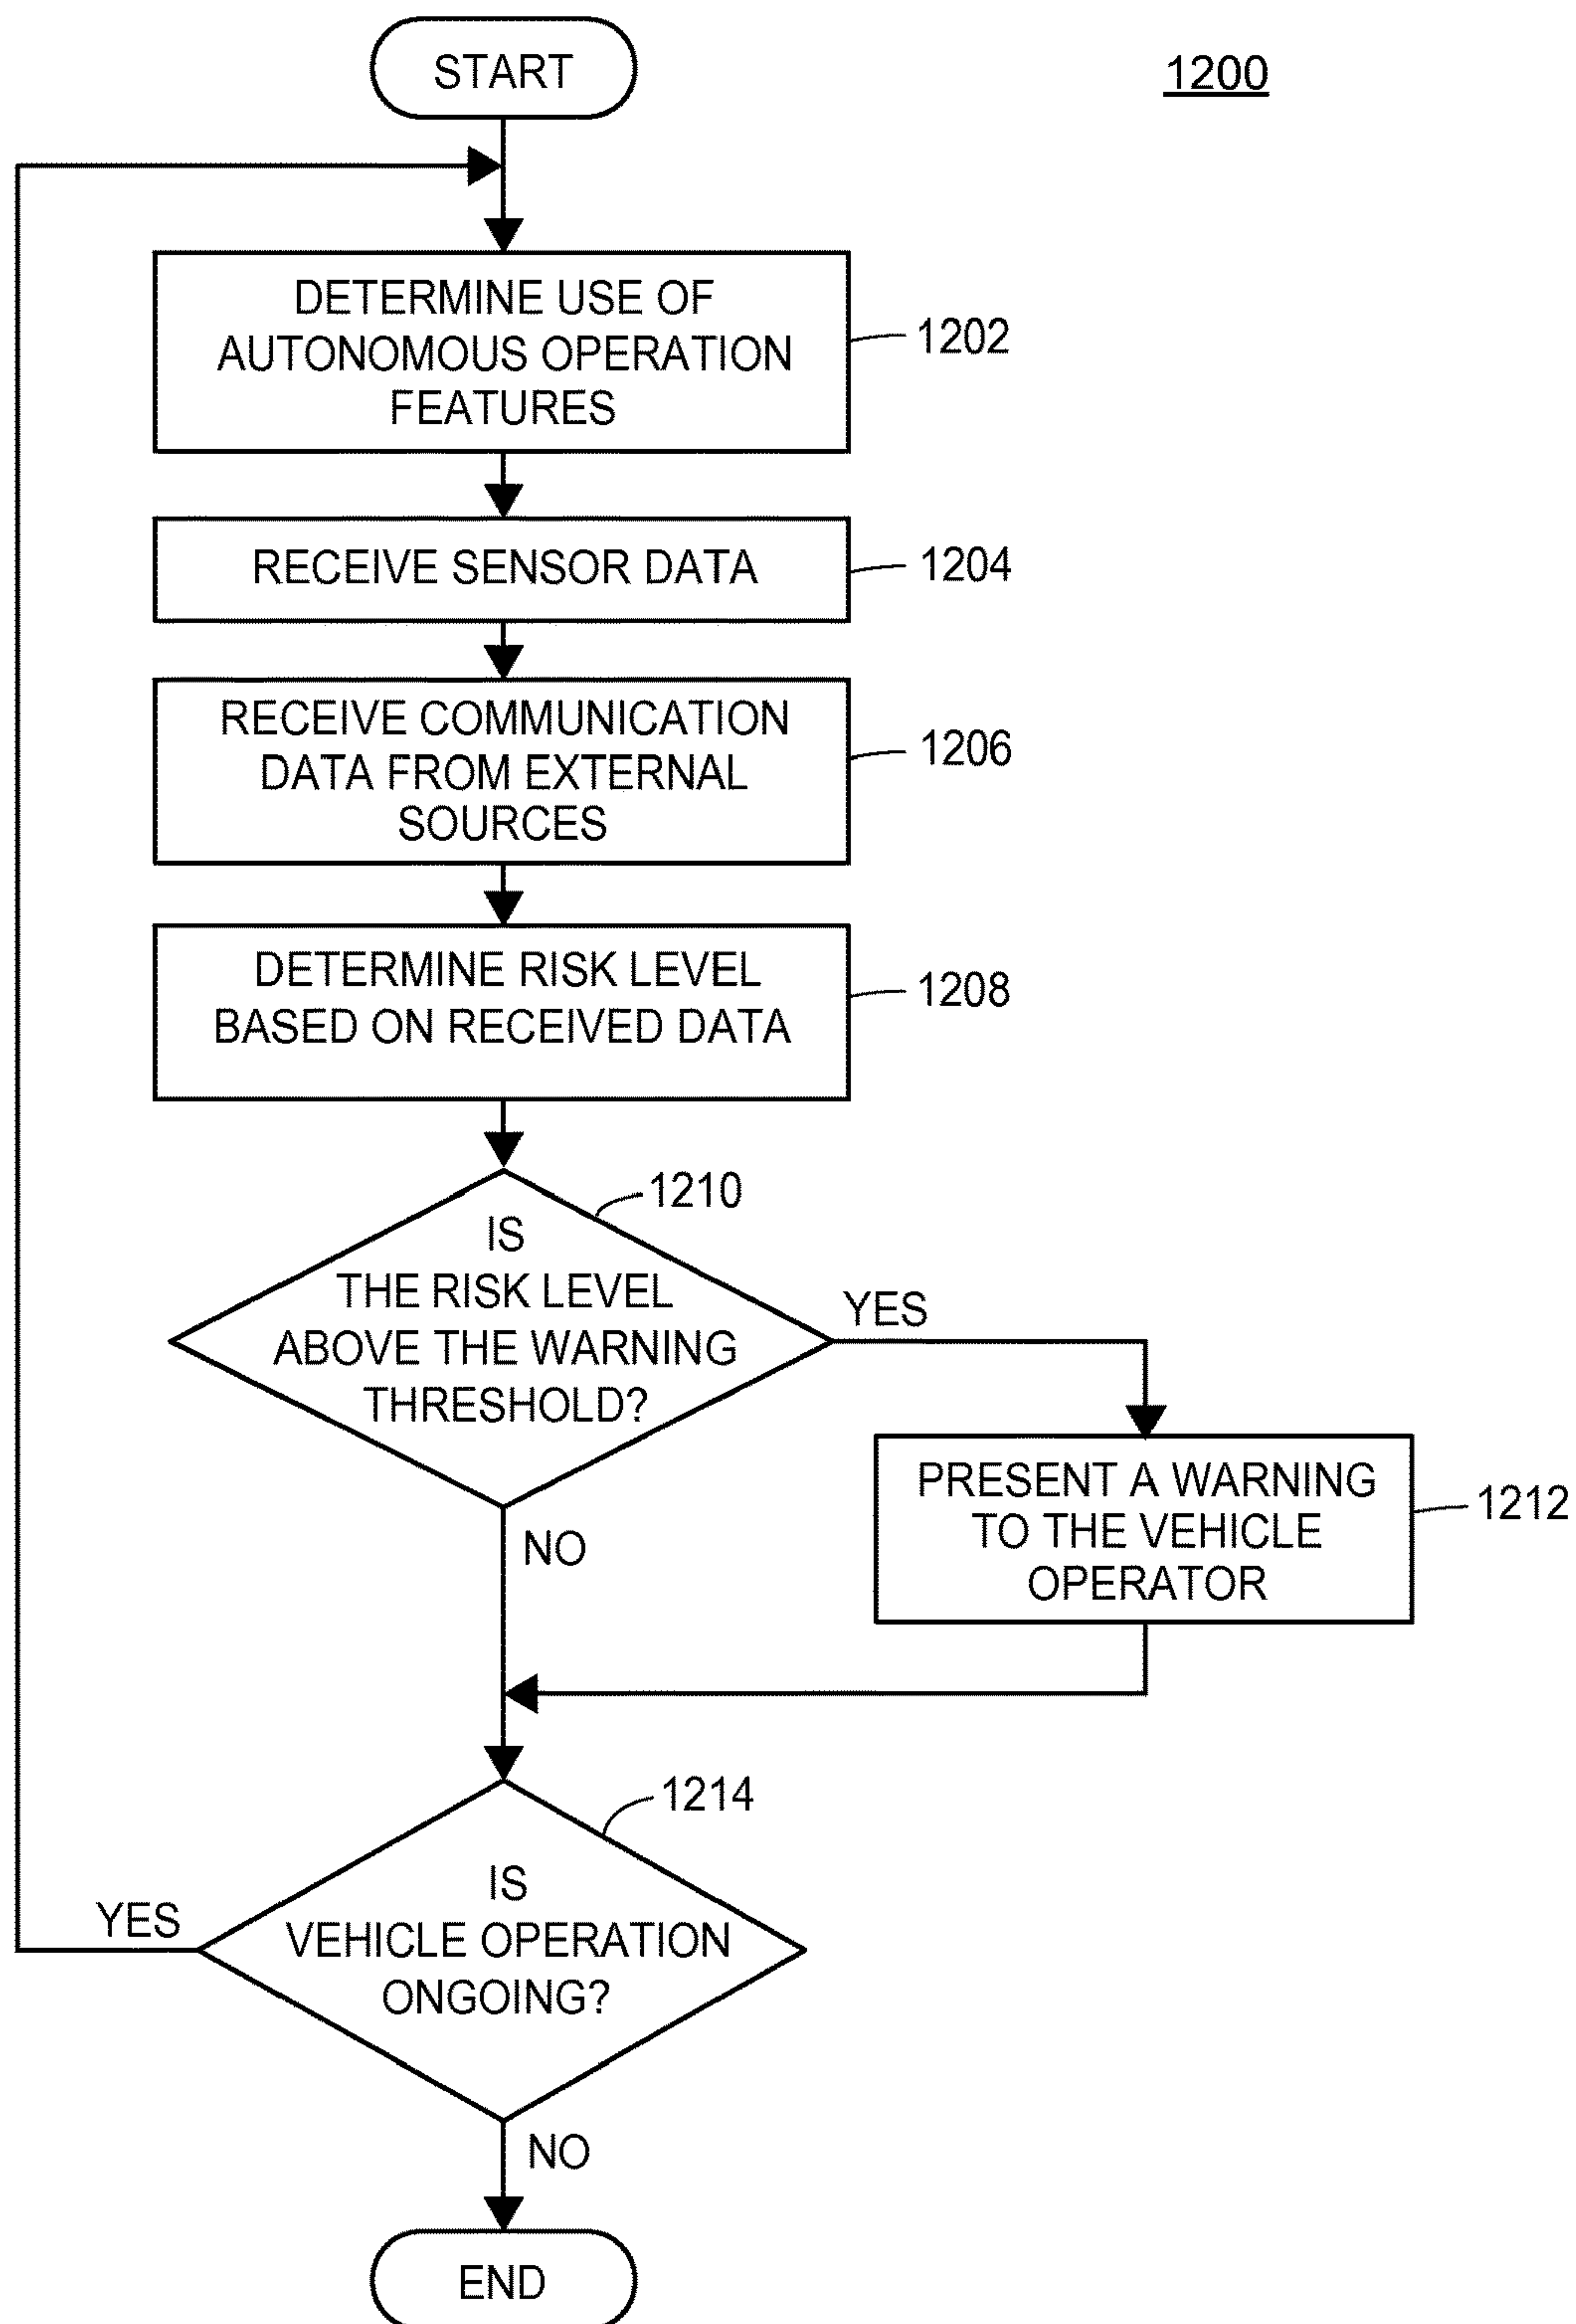 START
1200
DETERMINE USE OF
AUTONOMOUS OPERATION
FEATURES
1202
RECEIVE SENSOR DATA
1204
RECEIVE COMMUNICATION
DATA FROM EXTERNAL
SOURCES
1206
DETERMINE RISK LEVEL
BASED ON RECEIVED DATA
1208
1210
IS
THE RISK LEVEL
ABOVE THE WARNING
THRESHOLD?
YES
NO
PRESENT A WARNING
TO THE VEHICLE
OPERATOR
1212
1214
IS
VEHICLE OPERATION
ONGOING?
YES
NO
END